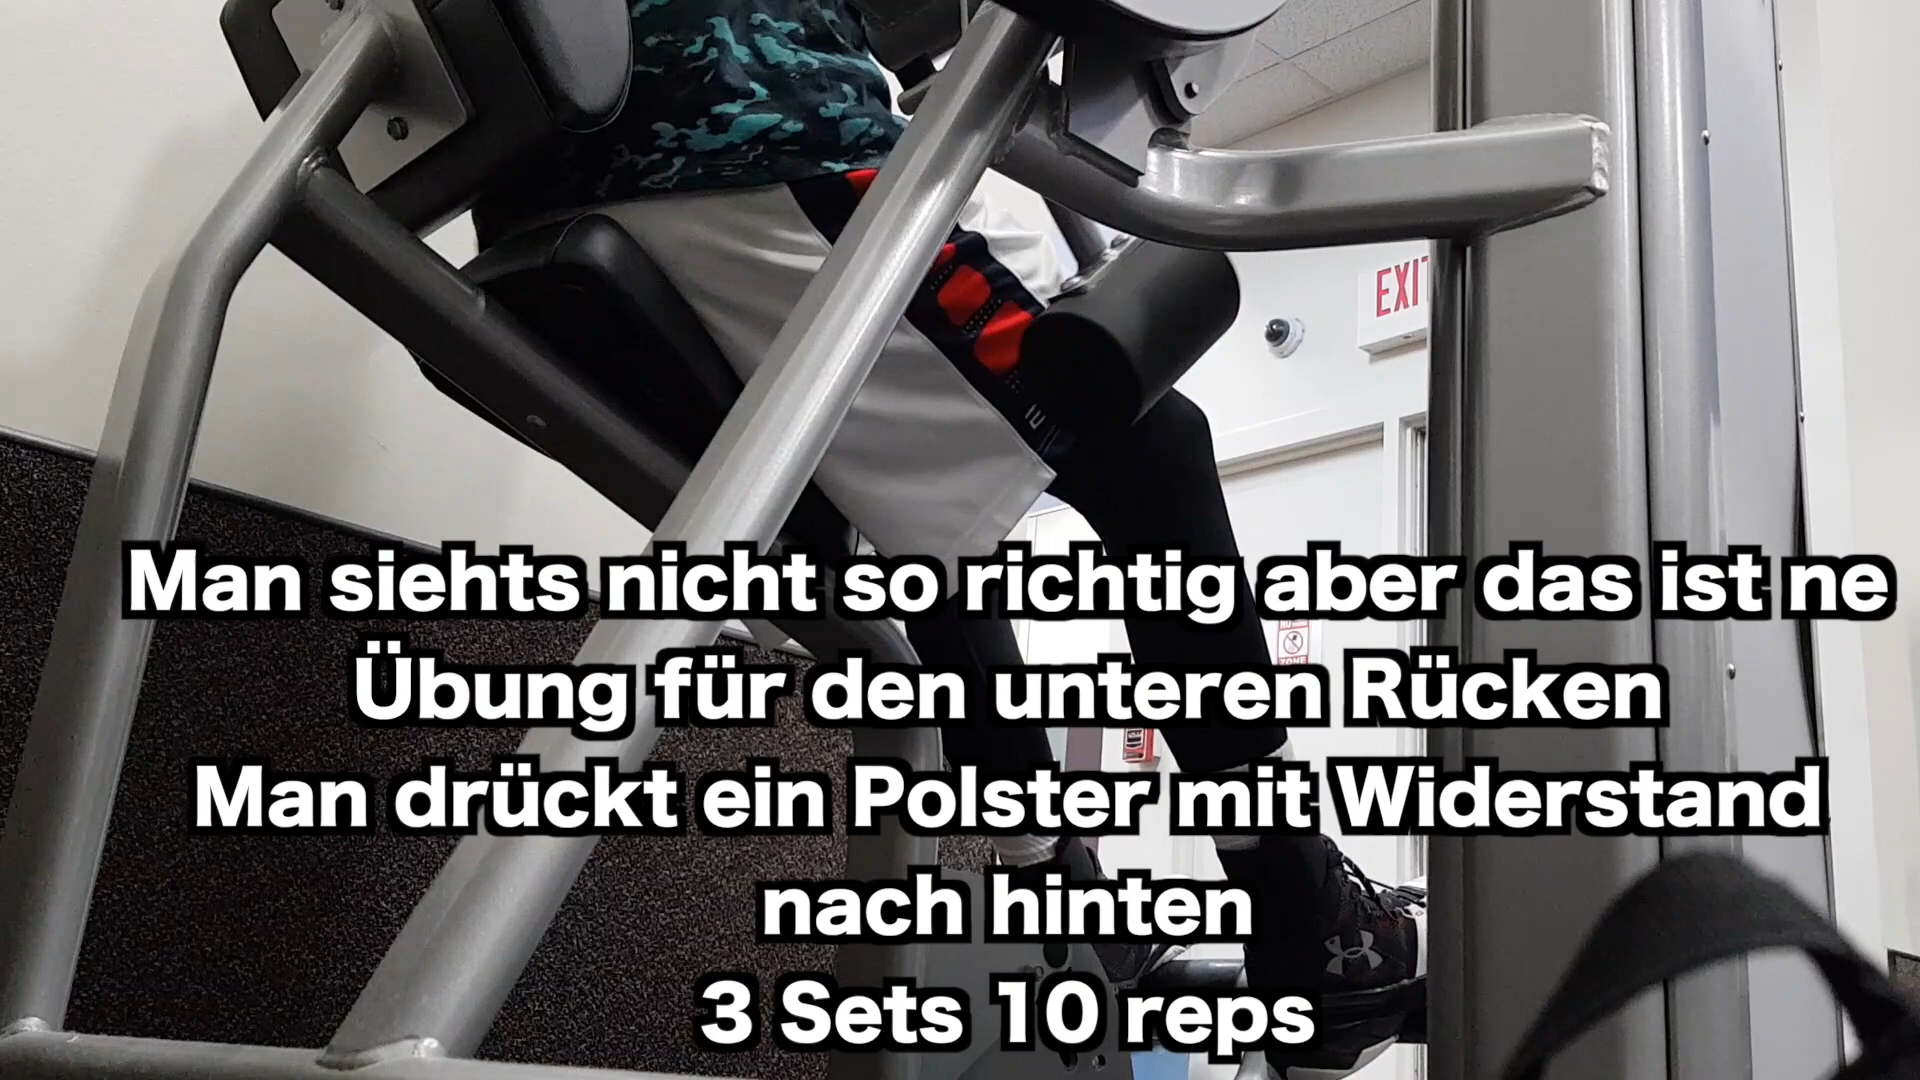 EXIT
Man siehts nicht so richtig aber das ist ne
Übung für den unteren Rücken
ZONE
Man drückt ein Polster mit Widerstand
nach hinten
3 Sets 10 reps